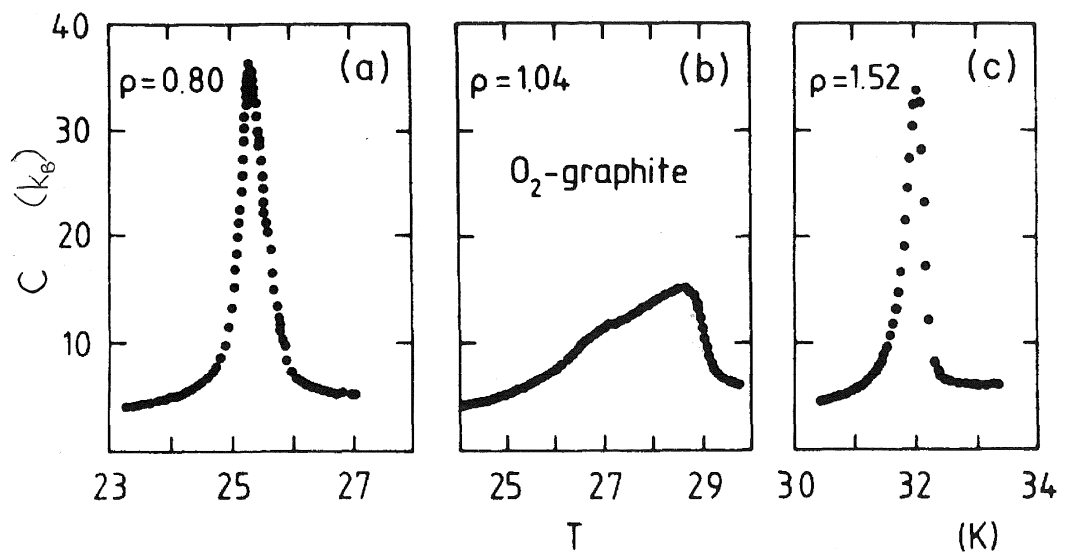 40
30
20
10
C (k_B)
ρ=0.80
(a)
23
25
27
ρ=1.04
(b)
O₂-graphite
25
27
29
T
ρ=1.52
(c)
30
32
34
(K)